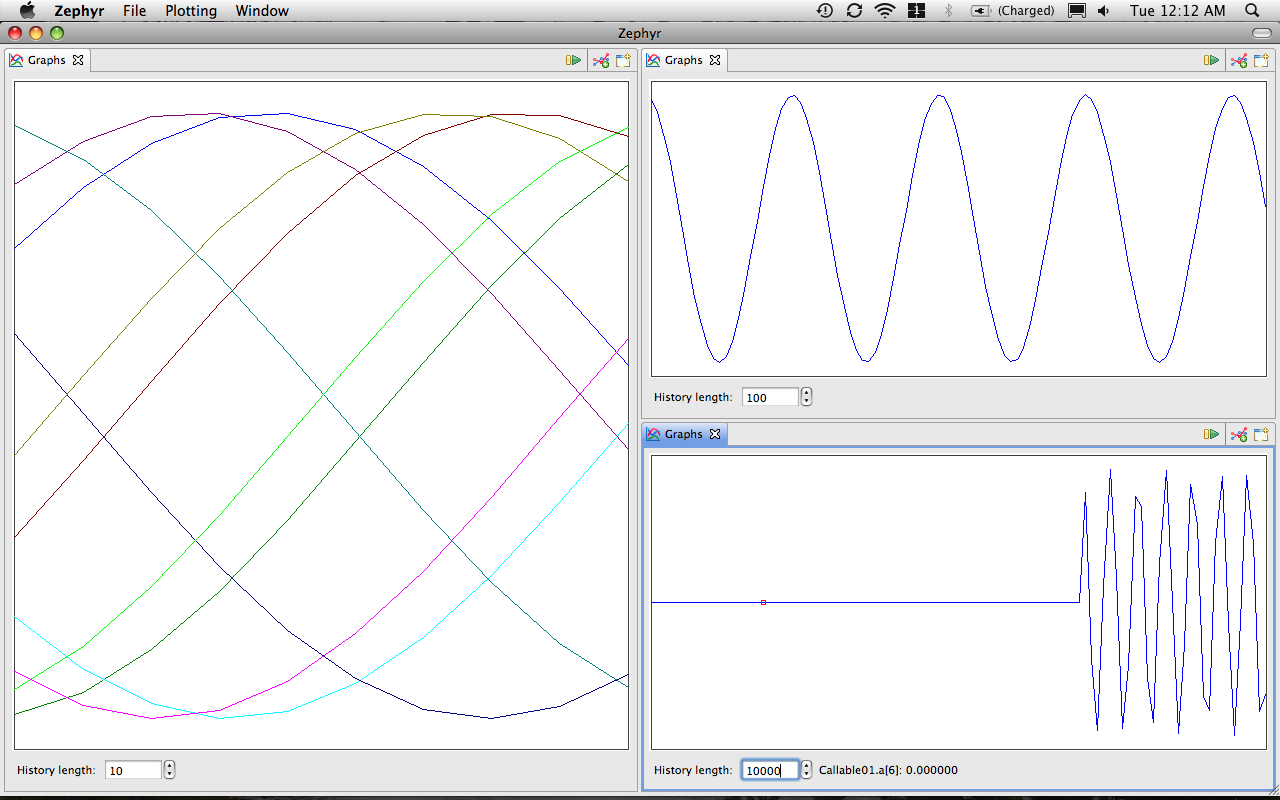 Zephyr File Plotting Window 1 (Charged) Tue 12:12 AM
Zephyr
Graphs
History length: 10
Graphs
History length: 100
Graphs
History length: 10000 Callable01.a[6]: 0.000000